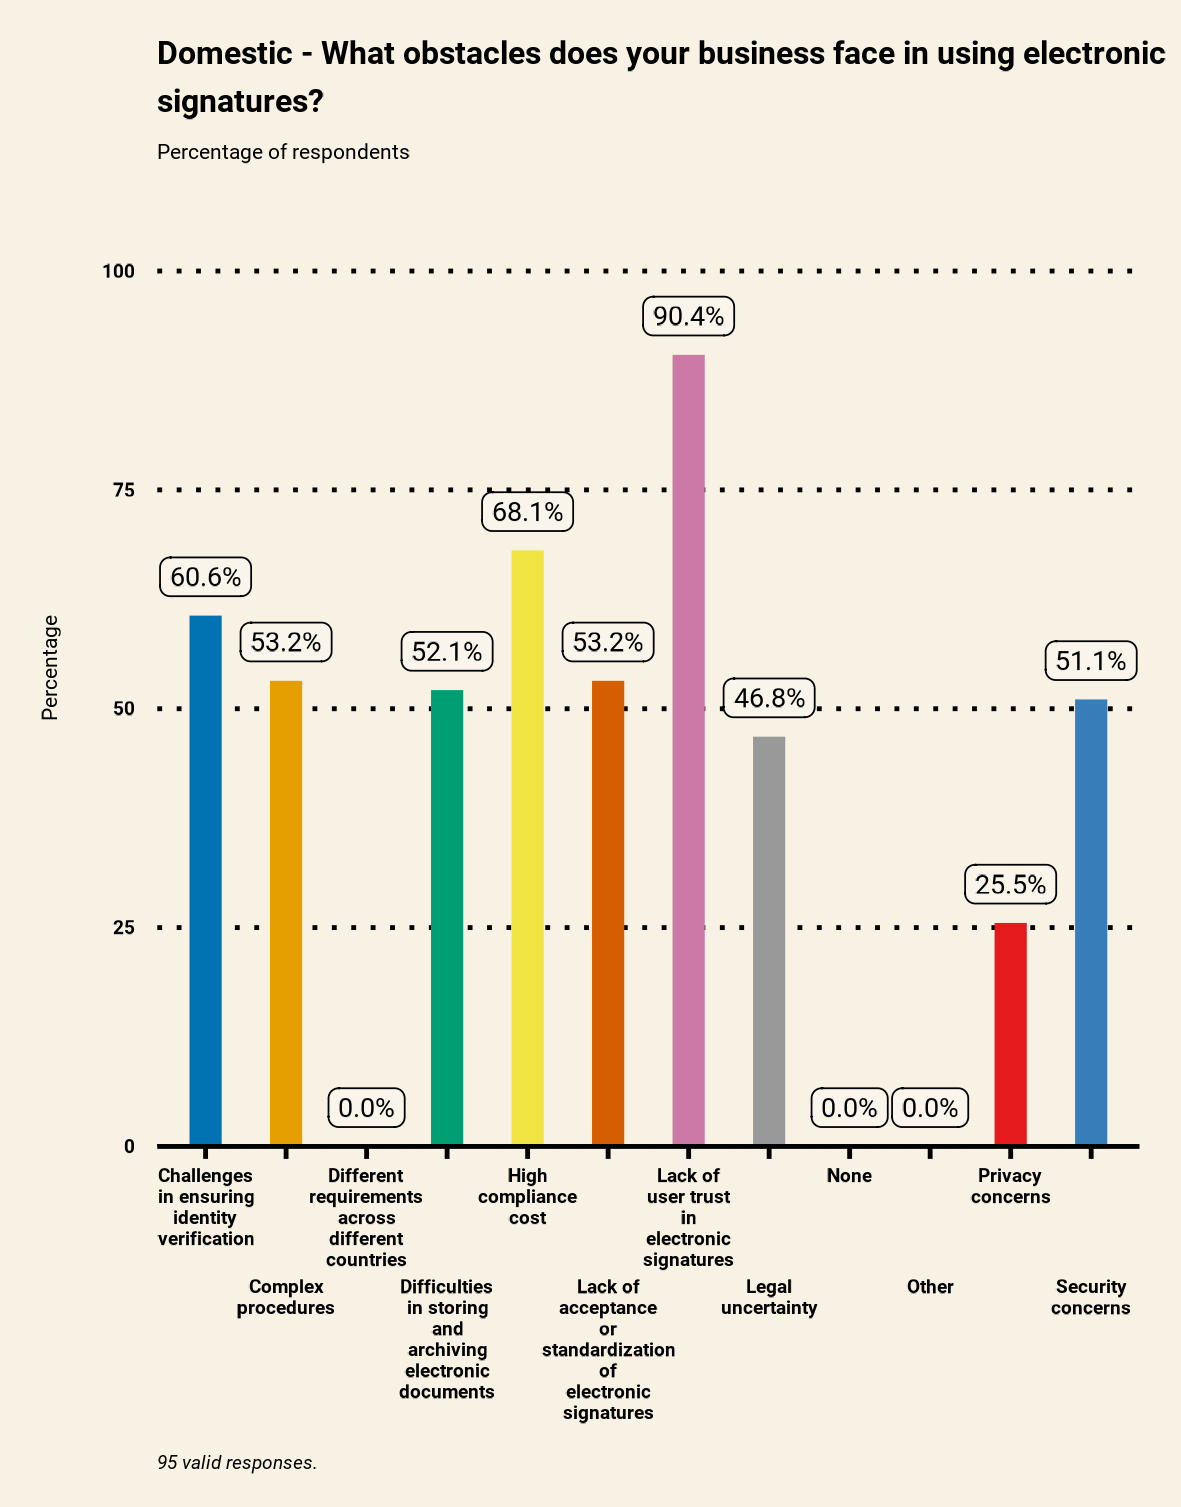 Domestic - What obstacles does your business face in using electronic
signatures?
Percentage of respondents
100
90.4%
75
68.1%
60.6%
53.2%
52.1%
53.2%
51.1%
Percentage
50
46.8%
25.5%
25
0.0%
0.0%
0.0%
0
Challenges
in ensuring
identity
verification
Complex
procedures
Different
requirements
across
different
countries
Difficulties
in storing
and
archiving
electronic
documents
High
compliance
cost
Lack of
acceptance
or
standardization
of
electronic
signatures
Lack of
user trust
in
electronic
signatures
Legal
uncertainty
None
Other
Privacy
concerns
Security
concerns
95 valid responses.